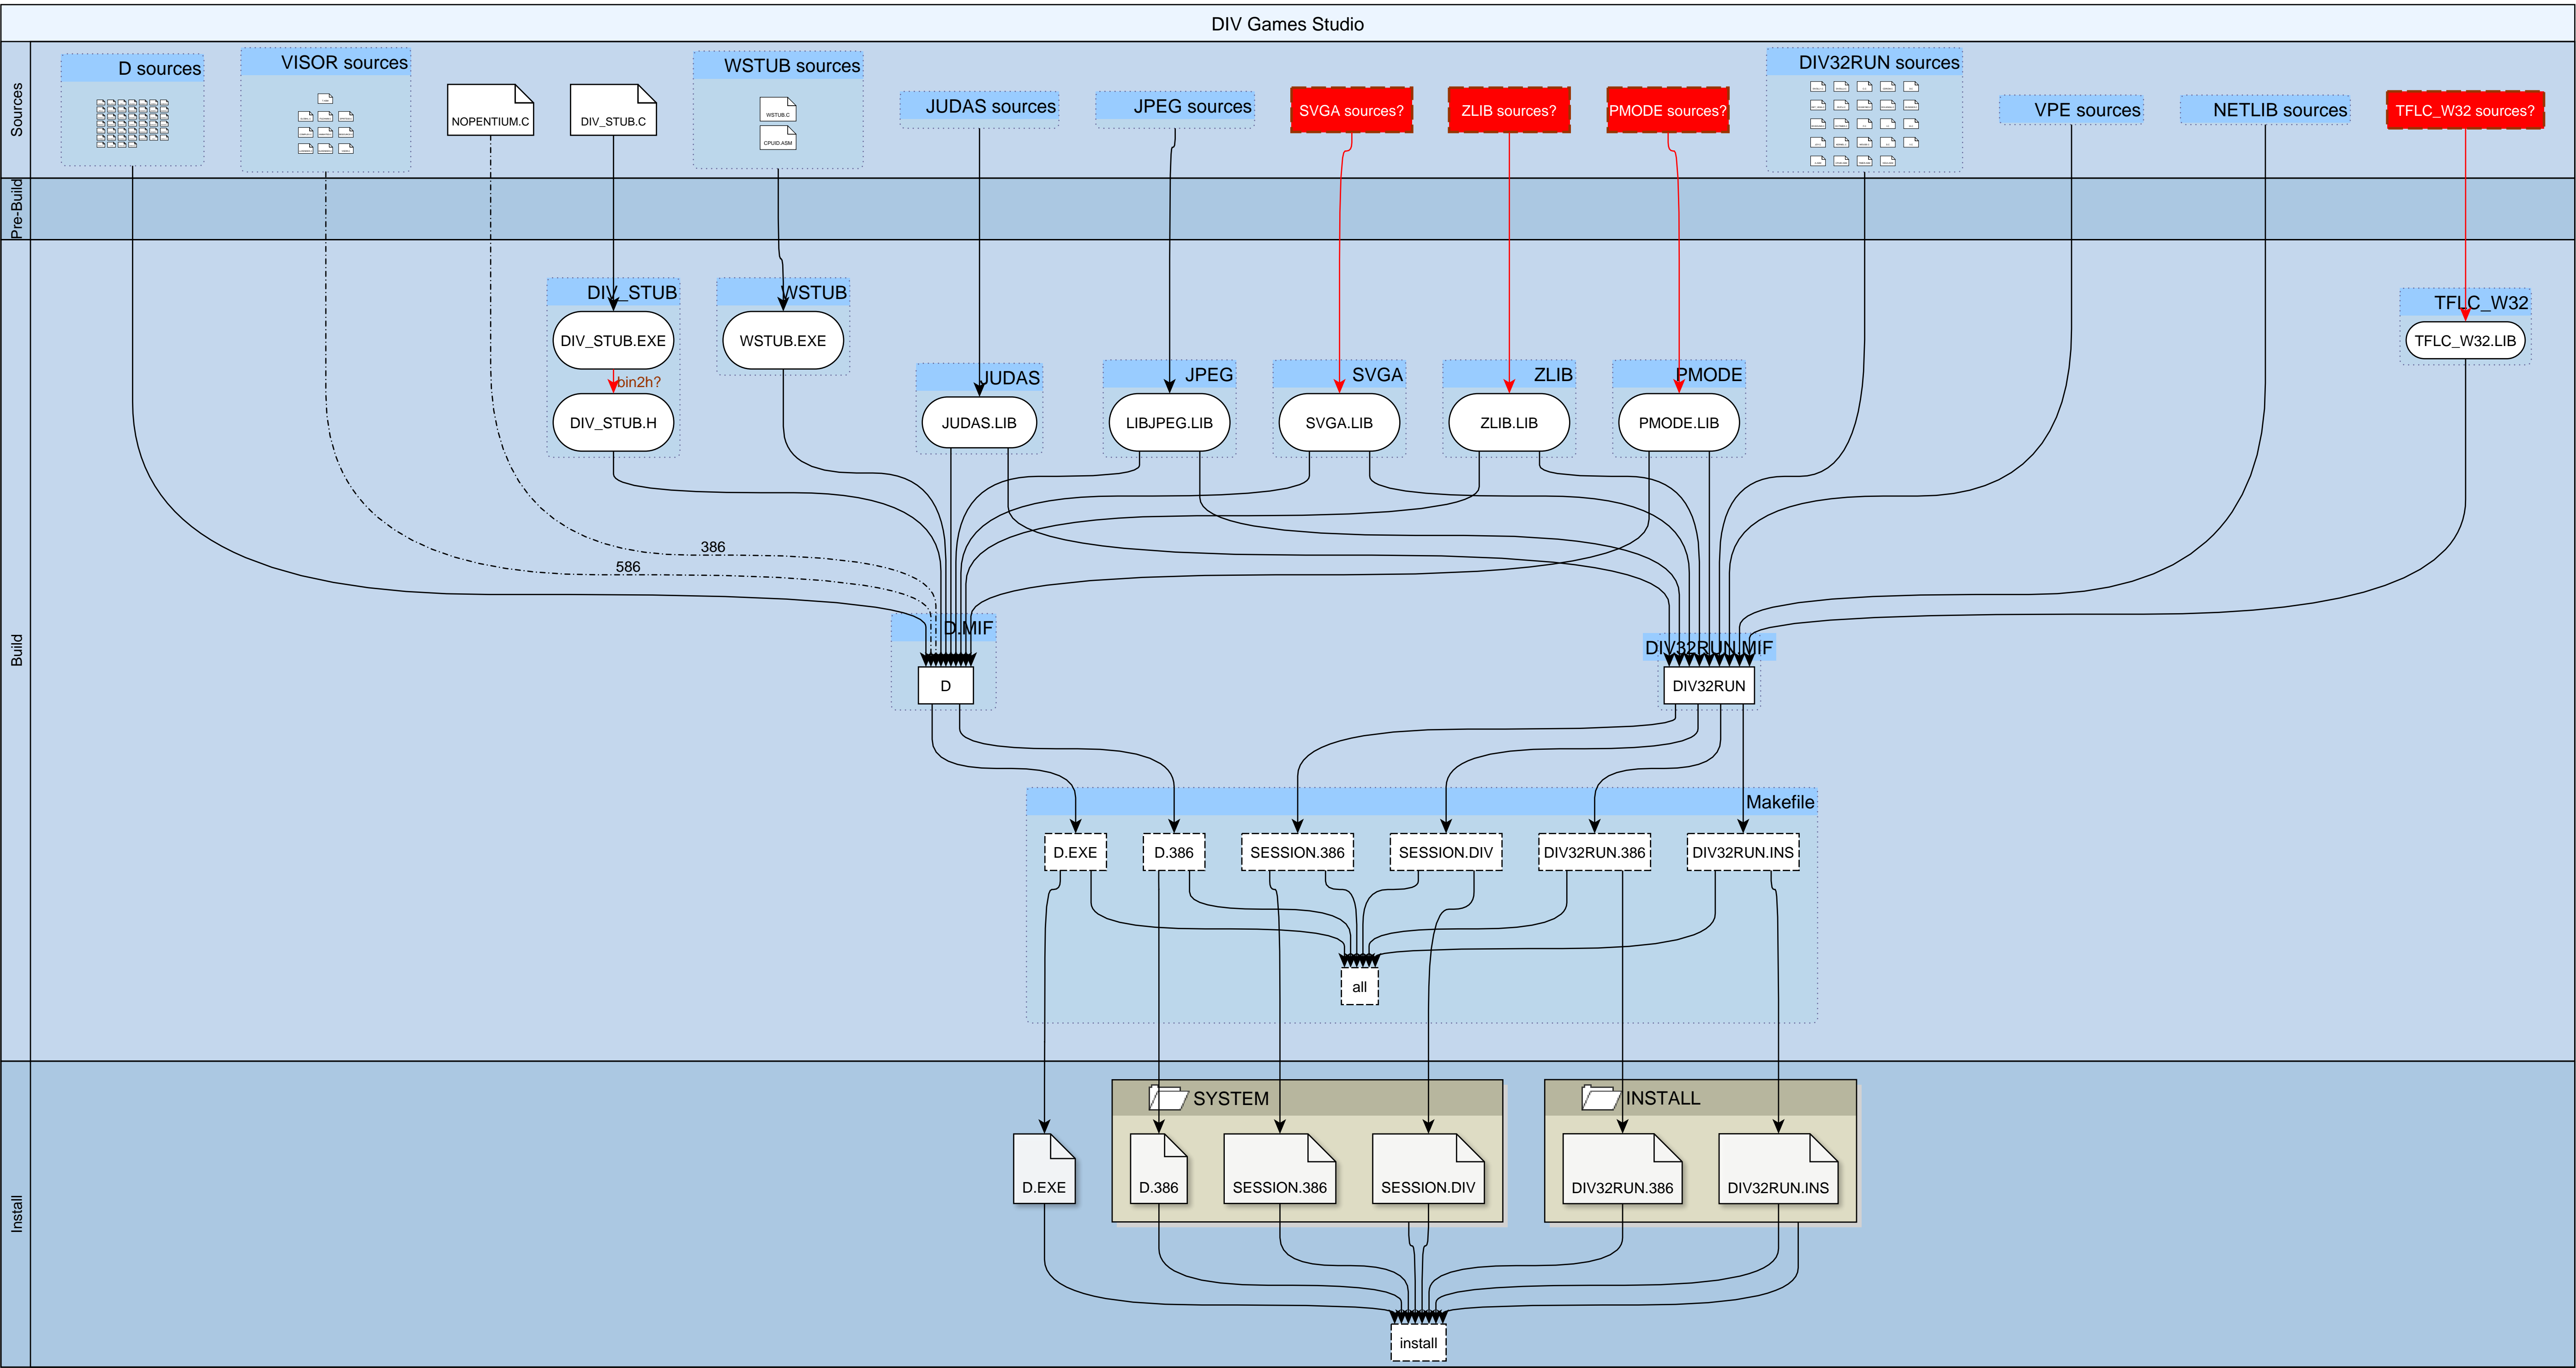 DIV Games Studio
Sources
D sources
VISOR sources
NOPENTIUM.C
DIV_STUB.C
WSTUB sources
WSTUB.C
CPUID.ASM
JUDAS sources
JPEG sources
SVGA sources?
ZLIB sources?
PMODE sources?
DIV32RUN sources
VPE sources
NETLIB sources
TFLC_W32 sources?
Pre-Build
Build
DIV_STUB
DIV_STUB.EXE
bin2h?
DIV_STUB.H
WSTUB
WSTUB.EXE
JUDAS
JUDAS.LIB
JPEG
LIBJPEG.LIB
SVGA
SVGA.LIB
ZLIB
ZLIB.LIB
PMODE
PMODE.LIB
TFLC_W32
TFLC_W32.LIB
386
586
D.MIF
D
DIV32RUN.MIF
DIV32RUN
Makefile
D.EXE
D.386
SESSION.386
SESSION.DIV
DIV32RUN.386
DIV32RUN.INS
all
Install
SYSTEM
INSTALL
D.EXE
D.386
SESSION.386
SESSION.DIV
DIV32RUN.386
DIV32RUN.INS
install